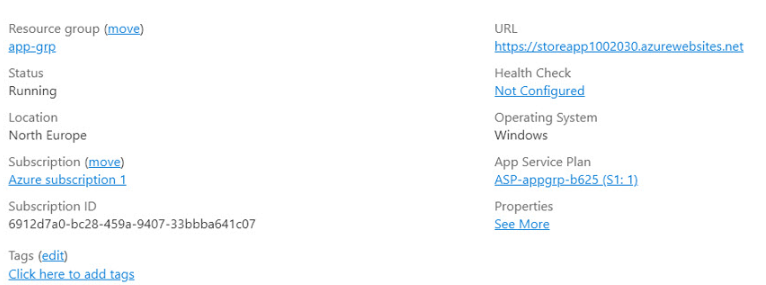 Resource group (move)
app-grp
Status
Running
Location
North Europe
Subscription (move)
Azure subscription 1
Subscription ID
6912d7a0-bc28-459a-9407-33bbba641c07
Tags (edit)
Click here to add tags
URL
https://storeapp1002030.azurewebsites.net
Health Check
Not Configured
Operating System
Windows
App Service Plan
ASP-appgrp-b625 (S1: 1)
Properties
See More